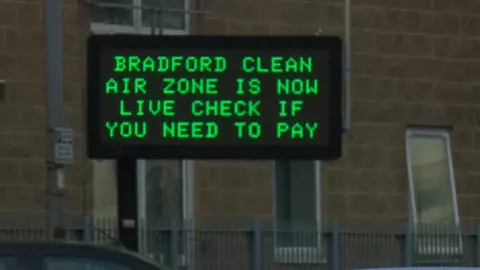 BRADFORD CLEAN
AIR ZONE IS NOW
LIVE CHECK IF
YOU NEED TO PAY